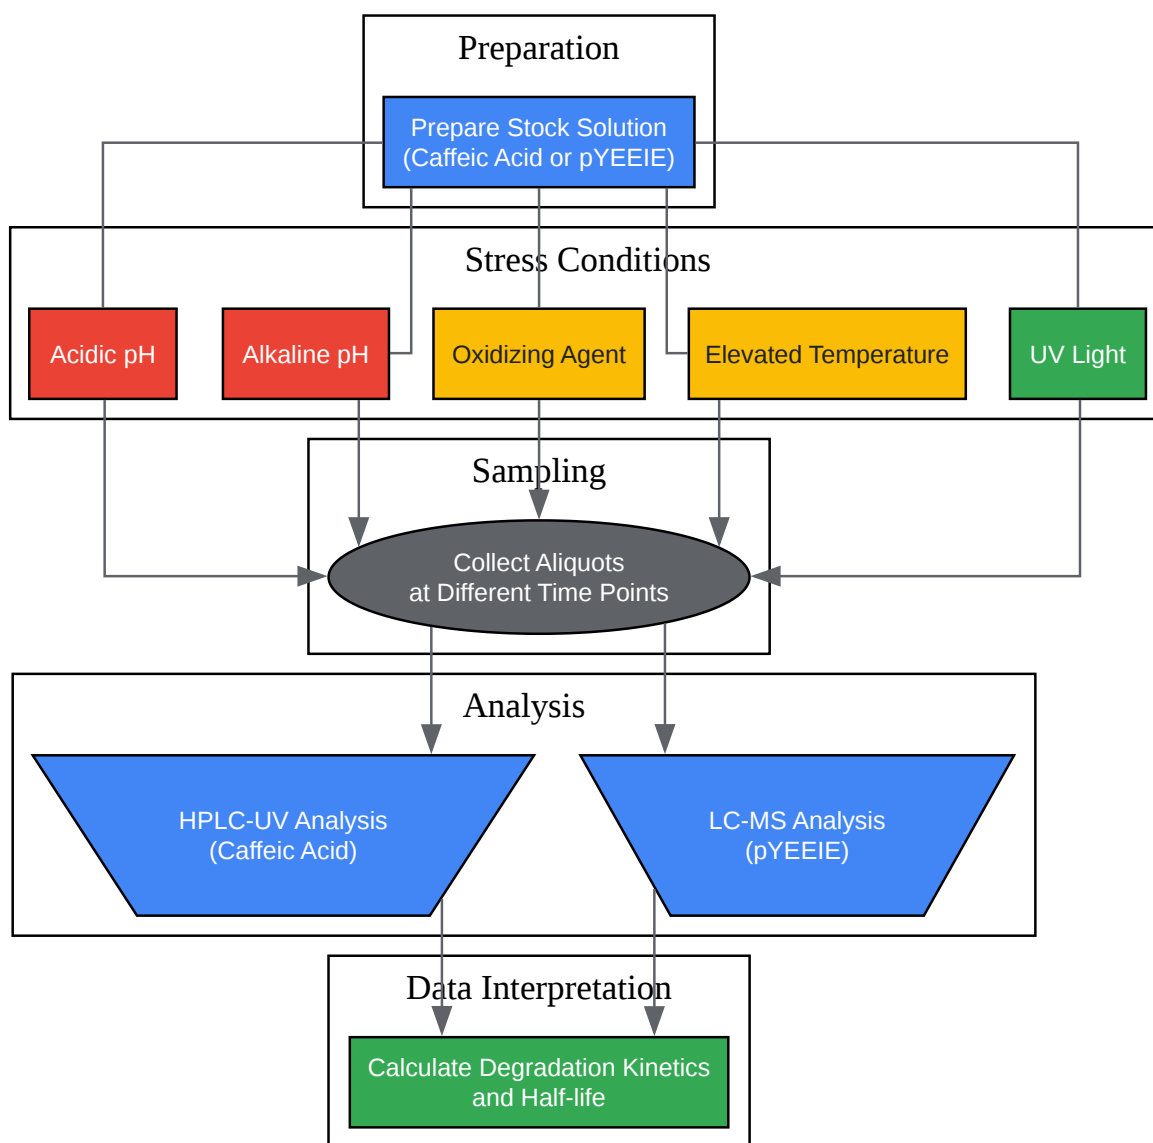 Preparation
Prepare Stock Solution
(Caffeic Acid or pYEEIE)
Stress Conditions
Acidic pH
Alkaline pH
Oxidizing Agent
Elevated Temperature
UV Light
Sampling
Collect Aliquots
at Different Time Points
Analysis
HPLC-UV Analysis
(Caffeic Acid)
LC-MS Analysis
(pYEEIE)
Data Interpretation
Calculate Degradation Kinetics
and Half-life